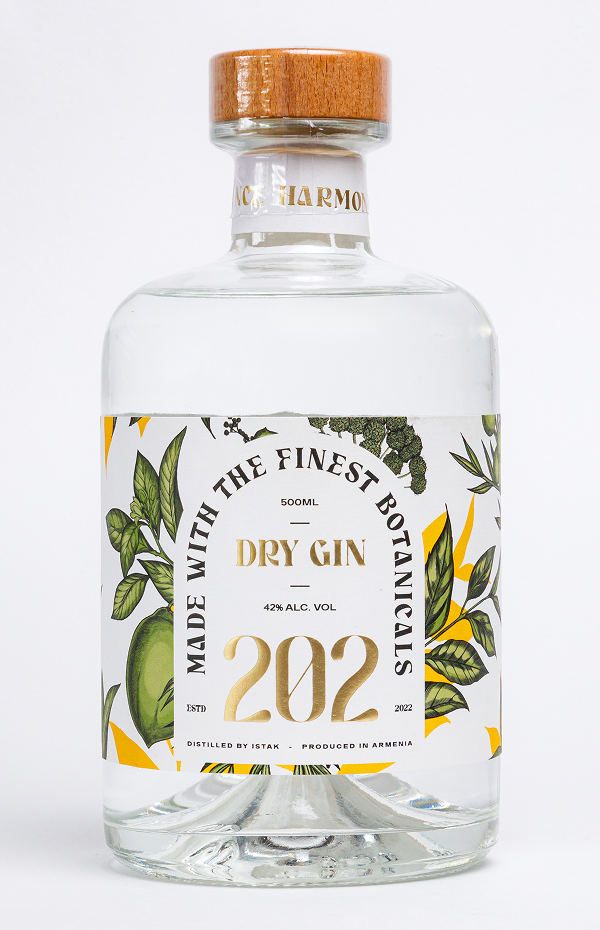 HARMON
MADE WITH THE FINEST BOTANICALS
500ML
DRY GIN
42% ALC. VOL
202
ESTD 2022
DISTILLED BY ISTAK - PRODUCED IN ARMENIA